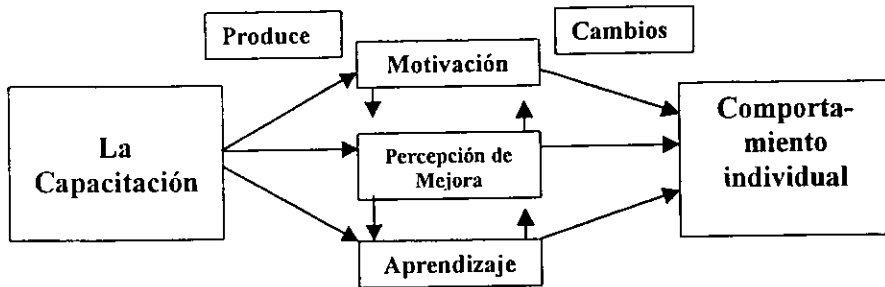 Produce
Cambios
Motivación
La
Capacitación
Percepción de
Mejora
Aprendizaje
Comporta-
miento
individual